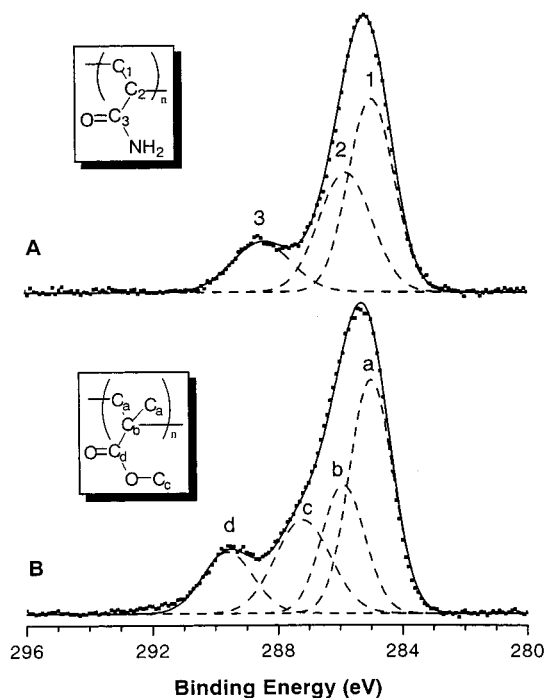 C1
C2
n
O=C3
NH2
1
2
3
A
Ca
Ca
Cb
n
O=Cd
O—Cc
a
b
c
d
B
296 292 288 284 280
Binding Energy (eV)